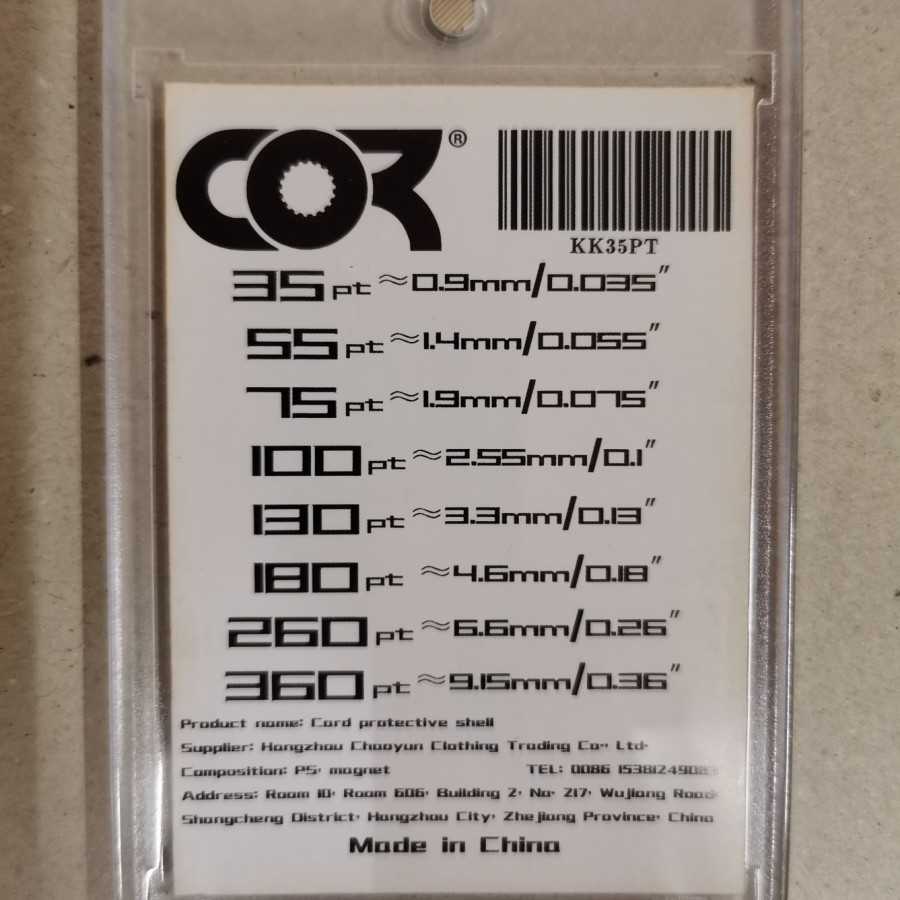 COR®
KK35PT
35pt ≈0.9mm/0.035"
55pt ≈1.4mm/0.055"
75pt ≈1.9mm/0.075"
100pt ≈2.55mm/0.1"
130pt ≈3.3mm/0.13"
180pt ≈4.6mm/0.18"
260pt ≈6.6mm/0.26"
360pt ≈9.15mm/0.36"
Product name: Card protective shell
Supplier: Hangzhou Chaoyun Clothing Trading Co., Ltd.
Composition: PS, magnet TEL: 0086
Address: Room 10, Room 606, Building 2, No. 217, Wujiang Road,
Shangcheng District, Hangzhou City, Zhejiang Province, China
Made in China